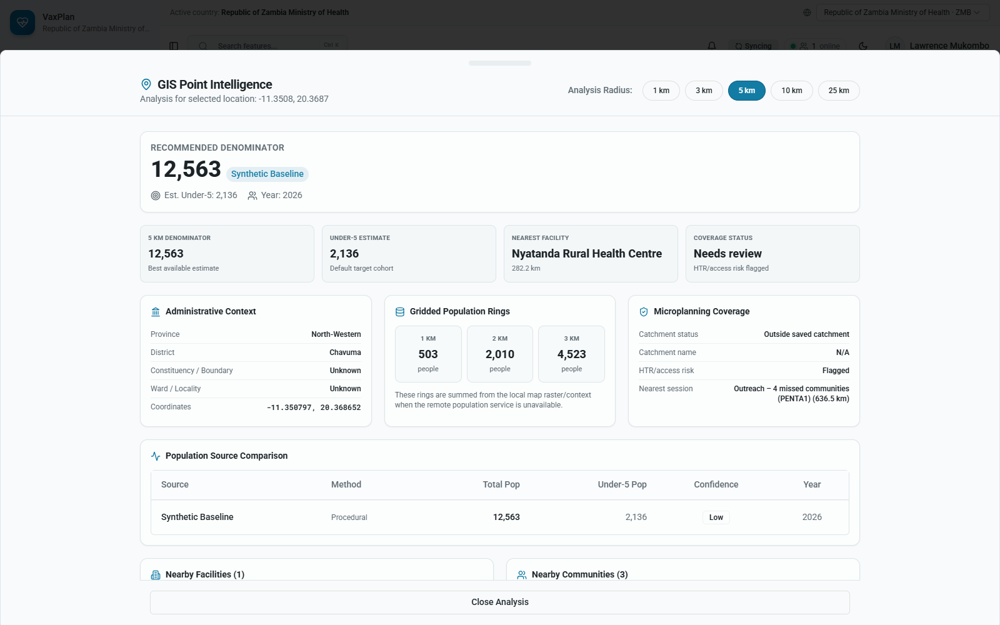 VaxPlan
Republic of Zambia Ministry of...
Active country: Republic of Zambia Ministry of Health
Republic of Zambia Ministry of Health · ZMB
Search features...
Ctrl K
Syncing
1 online
LM
Lawrence Mukombo
GIS Point Intelligence
Analysis for selected location: -11.3508, 20.3687
Analysis Radius:
1 km
3 km
5 km
10 km
25 km
RECOMMENDED DENOMINATOR
12,563
Synthetic Baseline
Est. Under-5: 2,136
Year: 2026
5 KM DENOMINATOR
12,563
Best available estimate
UNDER-5 ESTIMATE
2,136
Default target cohort
NEAREST FACILITY
Nyatanda Rural Health Centre
282.2 km
COVERAGE STATUS
Needs review
HTR/access risk flagged
Administrative Context
Province North-Western
District Chavuma
Constituency / Boundary Unknown
Ward / Locality Unknown
Coordinates -11.350797, 20.368652
Gridded Population Rings
1 KM
503
people
2 KM
2,010
people
3 KM
4,523
people
These rings are summed from the local map raster/context
when the remote population service is unavailable.
Microplanning Coverage
Catchment status Outside saved catchment
Catchment name N/A
HTR/access risk Flagged
Nearest session Outreach – 4 missed communities
(PENTA1) (636.5 km)
Population Source Comparison
Source Method Total Pop Under-5 Pop Confidence Year
Synthetic Baseline Procedural 12,563 2,136 Low 2026
Nearby Facilities (1)
Nearby Communities (3)
Close Analysis